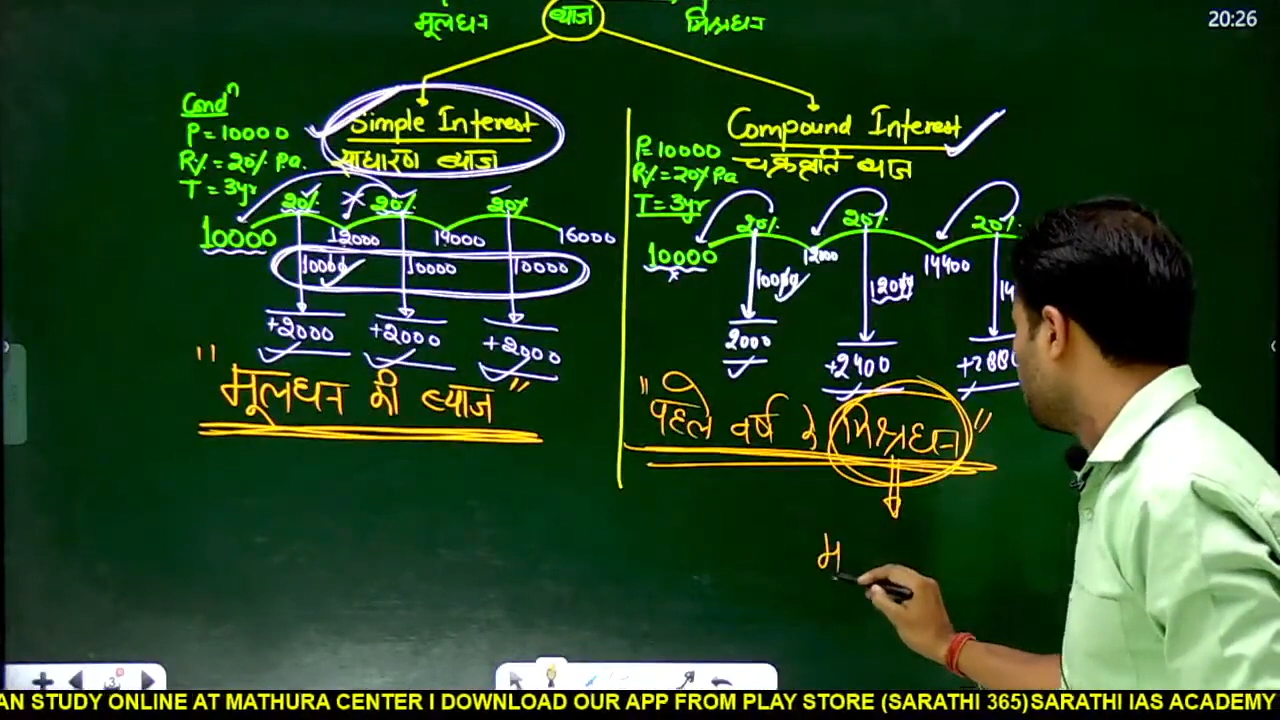 मूलधन ब्याज मिश्रधन
20:26
Condⁿ
P = 10000
R% = 20% Pa.
T = 3yr
Simple Interest
साधारण ब्याज
20% 20% 20%
10000 12000 14000 16000
10000 10000 10000
+2000 +2000 +2000
"मूलधन की ब्याज"
Compound Interest
चक्रवृत्ति ब्याज
P=10000
R% = 20% Pa
T = 3yr
20% 20% 20%
10000 12000 14400
10000 12000 14
2000 +2400 +2880
"पहले वर्ष के मिश्रधन"
म
AN STUDY ONLINE AT MATHURA CENTER I DOWNLOAD OUR APP FROM PLAY STORE (SARATHI 365)SARATHI IAS ACADEMY